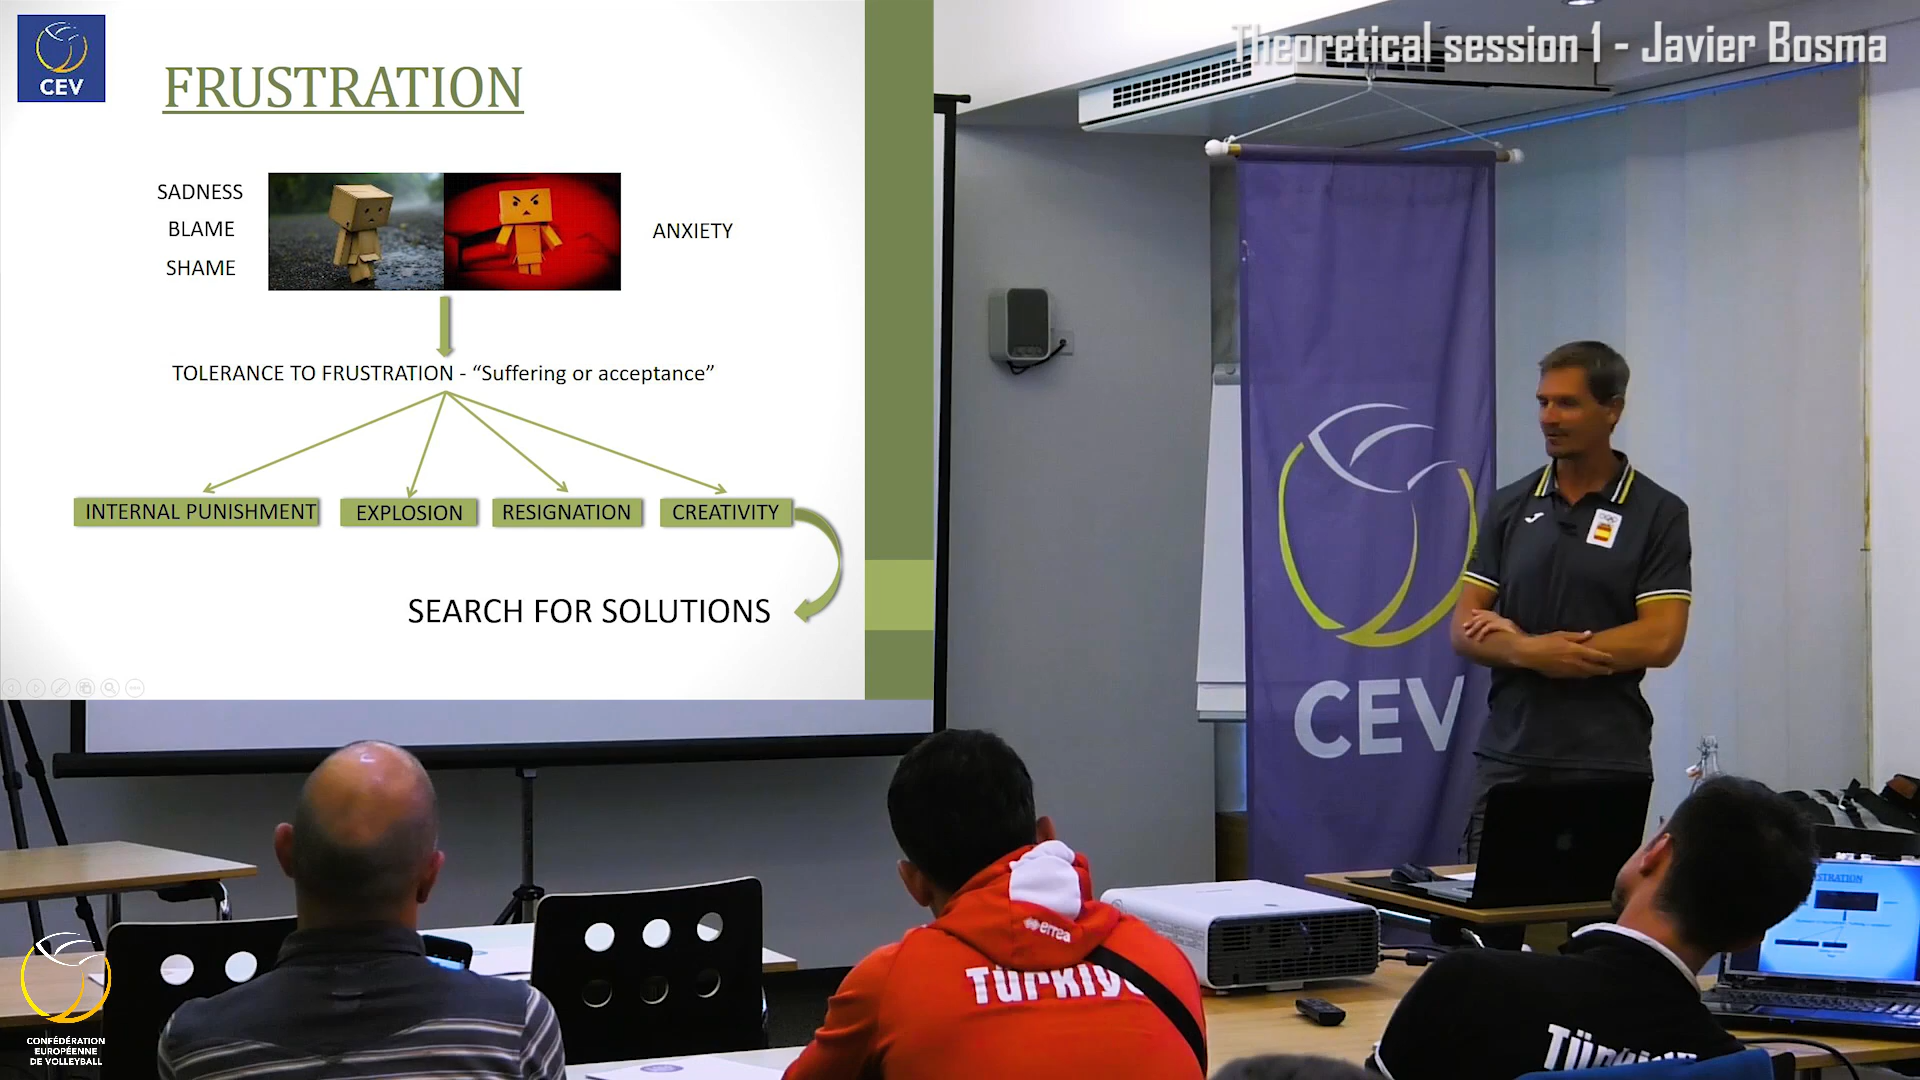 CEV
Theoretical session 1 - Javier Bosma
FRUSTRATION
SADNESS
BLAME
SHAME
ANXIETY
TOLERANCE TO FRUSTRATION - “Suffering or acceptance”
INTERNAL PUNISHMENT
EXPLOSION
RESIGNATION
CREATIVITY
SEARCH FOR SOLUTIONS
CEV
errea
CONFÉDÉRATION
EUROPÉENNE
DE VOLLEYBALL